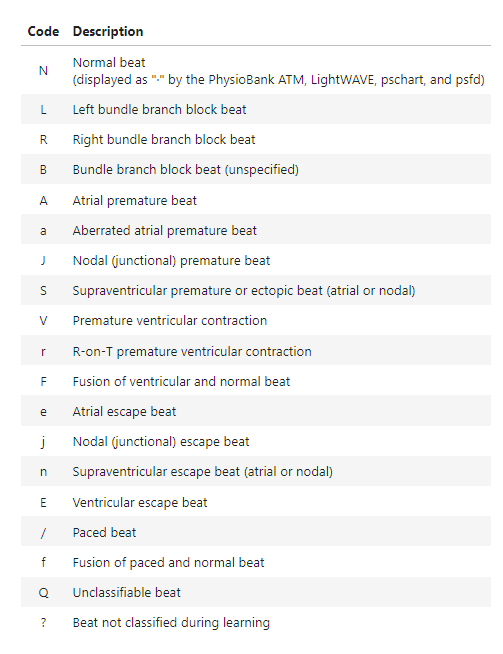 Code Description
N Normal beat
(displayed as "·" by the PhysioBank ATM, LightWAVE, pschart, and psfd)
L Left bundle branch block beat
R Right bundle branch block beat
B Bundle branch block beat (unspecified)
A Atrial premature beat
a Aberrated atrial premature beat
J Nodal (junctional) premature beat
S Supraventricular premature or ectopic beat (atrial or nodal)
V Premature ventricular contraction
r R-on-T premature ventricular contraction
F Fusion of ventricular and normal beat
e Atrial escape beat
j Nodal (junctional) escape beat
n Supraventricular escape beat (atrial or nodal)
E Ventricular escape beat
/ Paced beat
f Fusion of paced and normal beat
Q Unclassifiable beat
? Beat not classified during learning